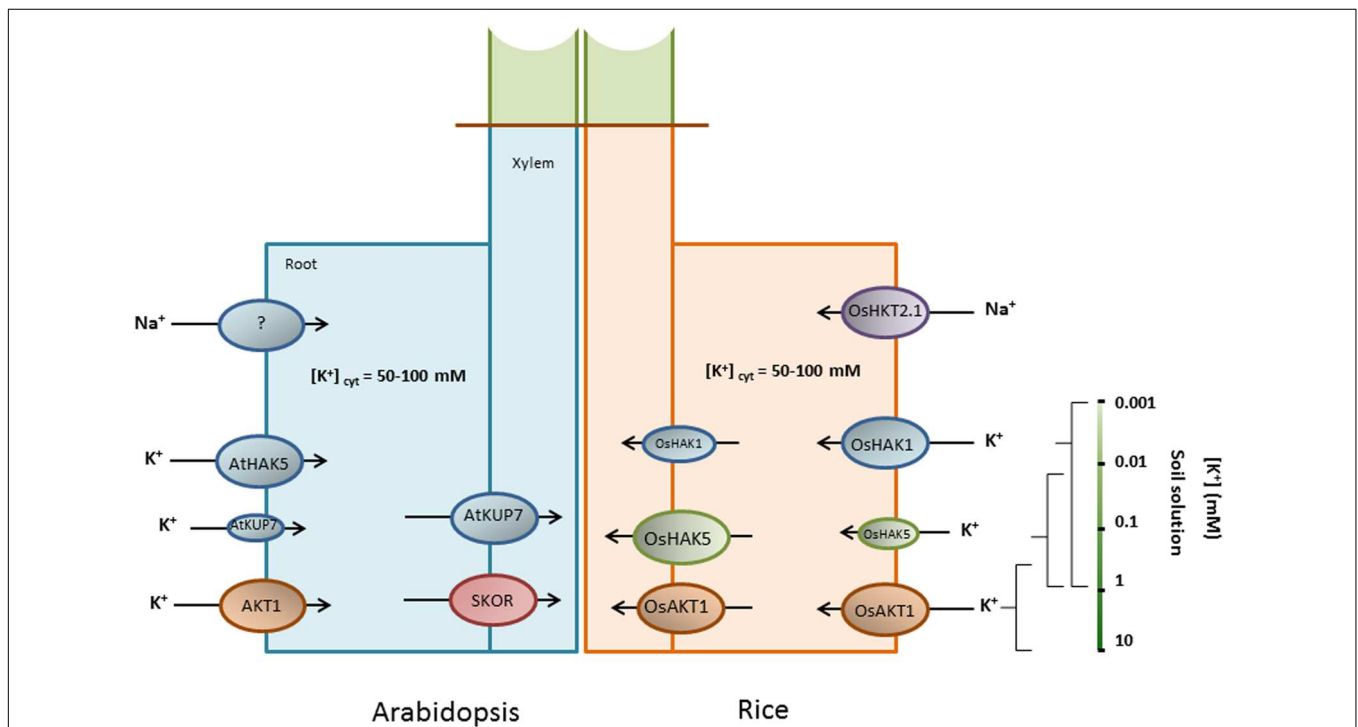 Xylem
Root
Na⁺
?
OsHKT2.1
Na⁺
[K⁺] cyt = 50-100 mM
[K⁺] cyt = 50-100 mM
K⁺
AtHAK5
OsHAK1
OsHAK1
K⁺
K⁺
AtKUP7
AtKUP7
OsHAK5
OsHAK5
K⁺
K⁺
AKT1
SKOR
OsAKT1
OsAKT1
K⁺
0.001
0.01
0.1
1
10
Soil solution
[K⁺] (mM)
Arabidopsis
Rice